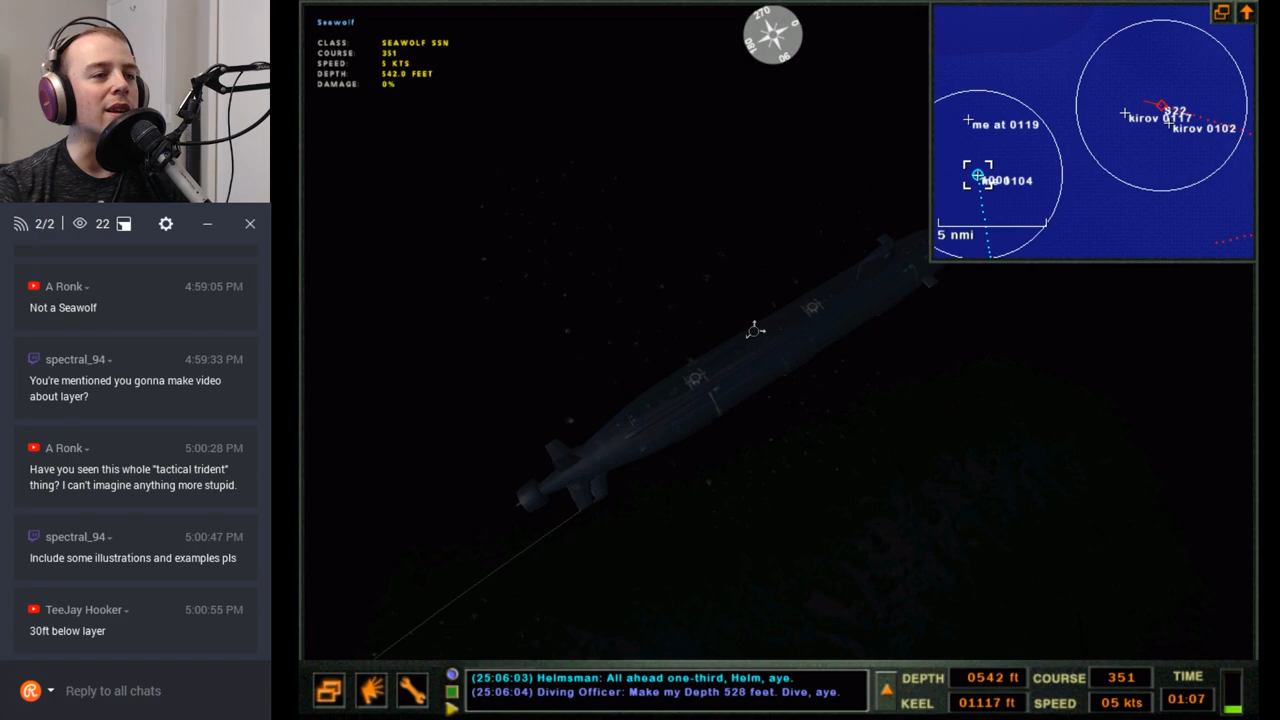 2/2 22
A Ronk 4:59:05 PM
Not a Seawolf
spectral_94 4:59:33 PM
You're mentioned you gonna make video
about layer?
A Ronk 5:00:28 PM
Have you seen this whole "tactical trident"
thing? I can't imagine anything more stupid.
spectral_94 5:00:47 PM
Include some illustrations and examples pls
TeeJay Hooker 5:00:55 PM
30ft below layer
Reply to all chats
Seawolf
CLASS: SEAWOLF SSN
COURSE: 351
SPEED: 5 KTS
DEPTH: 542.0 FEET
DAMAGE: 0%
270 0
180 90
S22
kirov 0117
kirov 0102
me at 0119
0104
5 nmi
(25:06:03) Helmsman: All ahead one-third, Helm, aye.
(25:06:04) Diving Officer: Make my Depth 528 feet. Dive, aye.
DEPTH 0542 ft COURSE 351 TIME
KEEL 01117 ft SPEED 05 kts 01:07